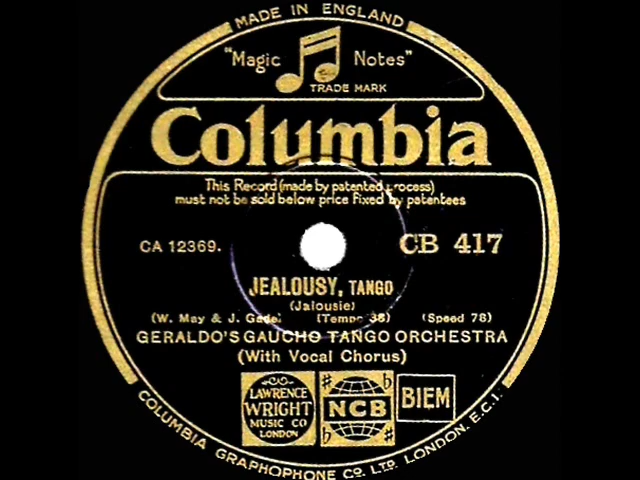 MADE IN ENGLAND
"Magic Notes"
TRADE MARK
Columbia
This Record (made by patented process)
must not be sold below price fixed by patentees
CA 12369.
CB 417
JEALOUSY, TANGO
(Jalousie)
(W. May & J. Gade) (Tempo 38) (Speed 78)
GERALDO'S GAUCHO TANGO ORCHESTRA
(With Vocal Chorus)
LAWRENCE
WRIGHT
MUSIC CO
LONDON
NCB
BIEM
COLUMBIA GRAPHOPHONE CO. LTD. LONDON. E.C.1.